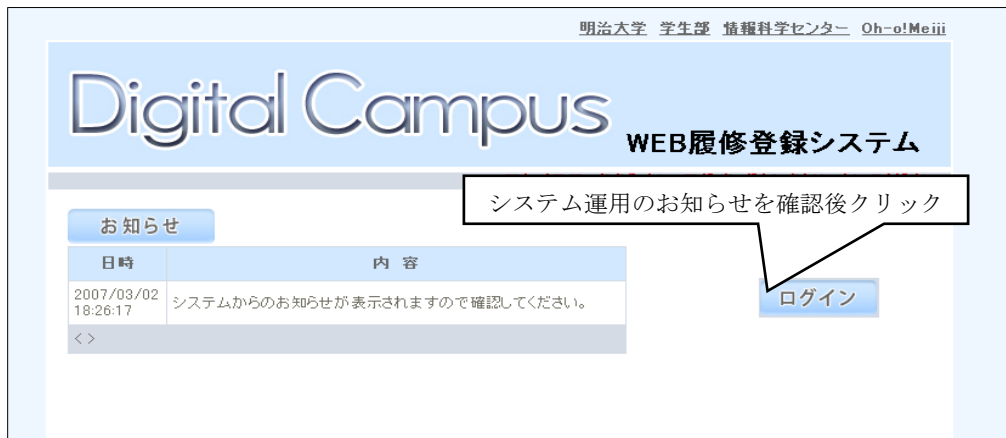 明治大学 学生部 情報科学センター Oh-o!Meiji
Digital Campus
WEB履修登録システム
システム運用のお知らせを確認後クリック
お知らせ
日時 内容
2007/03/02
18:26:17
システムからのお知らせが表示されますので確認してください。
ログイン
< >